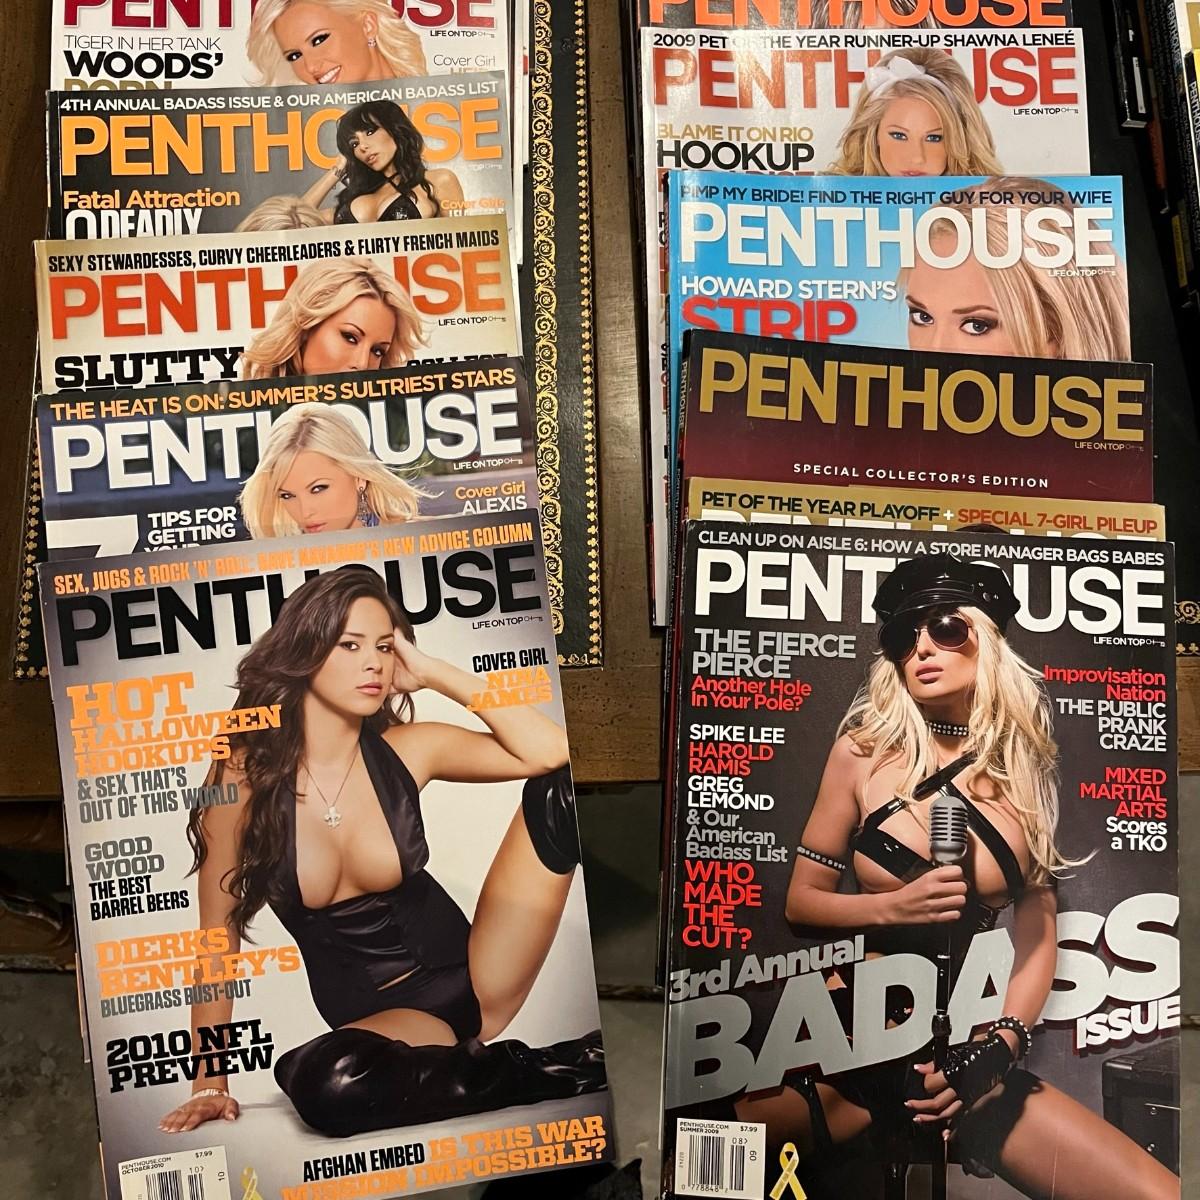 PENTHOUSE
LIFE ON TOP
TIGER IN HER TANK
WOODS'
PORN
Cover Girl
4TH ANNUAL BADASS ISSUE & OUR AMERICAN BADASS LIST
PENTHOUSE
Fatal Attraction
DEADLY
Cover Girls
SEXY STEWARDESSES, CURVY CHEERLEADERS & FLIRTY FRENCH MAIDS
PENTHOUSE
LIFE ON TOP
SLUTTY
COLLEGE
THE HEAT IS ON: SUMMER'S SULTRIEST STARS
PENTHOUSE
LIFE ON TOP
Cover Girl
ALEXIS
7
TIPS FOR
GETTING
YOUR
SEX, JUGS & ROCK 'N' ROLL: DAVE NAVARRO'S NEW ADVICE COLUMN
PENTHOUSE
LIFE ON TOP
COVER GIRL
NINA
JAMES
HOT
HALLOWEEN
HOOKUPS
& SEX THAT'S
OUT OF THIS WORLD
GOOD
WOOD
THE BEST
BARREL BEERS
DIERKS
BENTLEY'S
BLUEGRASS BUST-OUT
2010 NFL
PREVIEW
AFGHAN EMBED IS THIS WAR
MISSION IMPOSSIBLE?
PENTHOUSE.COM
OCTOBER 2010
$7.99
10
PENTHOUSE
2009 PET OF THE YEAR RUNNER-UP SHAWNA LENEÉ
PENTHOUSE
LIFE ON TOP
BLAME IT ON RIO
HOOKUP
PIMP MY BRIDE! FIND THE RIGHT GUY FOR YOUR WIFE
PENTHOUSE
LIFE ON TOP
HOWARD STERN'S
STRIP
PENTHOUSE
LIFE ON TOP
SPECIAL COLLECTOR'S EDITION
PET OF THE YEAR PLAYOFF + SPECIAL 7-GIRL PILEUP
PENTHOUSE
CLEAN UP ON AISLE 6: HOW A STORE MANAGER BAGS BABES
PENTHOUSE
LIFE ON TOP
THE FIERCE
PIERCE
Another Hole
In Your Pole?
SPIKE LEE
HAROLD
RAMIS
GREG
LEMOND
& Our
American
Badass List
WHO
MADE
THE
CUT?
Improvisation
Nation
THE PUBLIC
PRANK
CRAZE
MIXED
MARTIAL
ARTS
Scores
a TKO
3rd Annual
BADASS
ISSUE
PENTHOUSE.COM
SUMMER 2009
$7.99
08
09